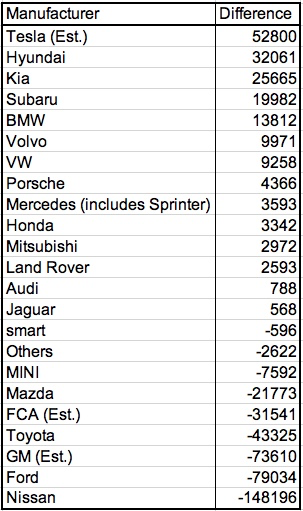 Manufacturer Difference
Tesla (Est.) 52800
Hyundai 32061
Kia 25665
Subaru 19982
BMW 13812
Volvo 9971
VW 9258
Porsche 4366
Mercedes (includes Sprinter) 3593
Honda 3342
Mitsubishi 2972
Land Rover 2593
Audi 788
Jaguar 568
smart -596
Others -2622
MINI -7592
Mazda -21773
FCA (Est.) -31541
Toyota -43325
GM (Est.) -73610
Ford -79034
Nissan -148196